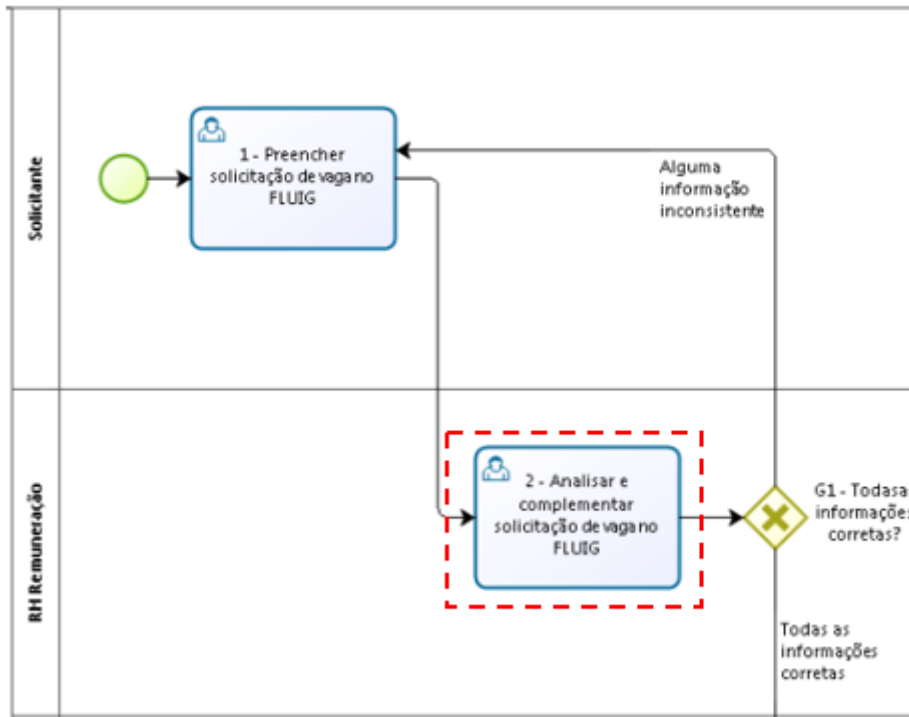 Solicitante
1 - Preencher
solicitação de vaga no
FLUIG
Alguma
informação
inconsistente
RH Remuneração
2 - Analisar e
complementar
solicitação de vaga no
FLUIG
G1 - Todas a
informações
corretas?
Todas as
informações
corretas